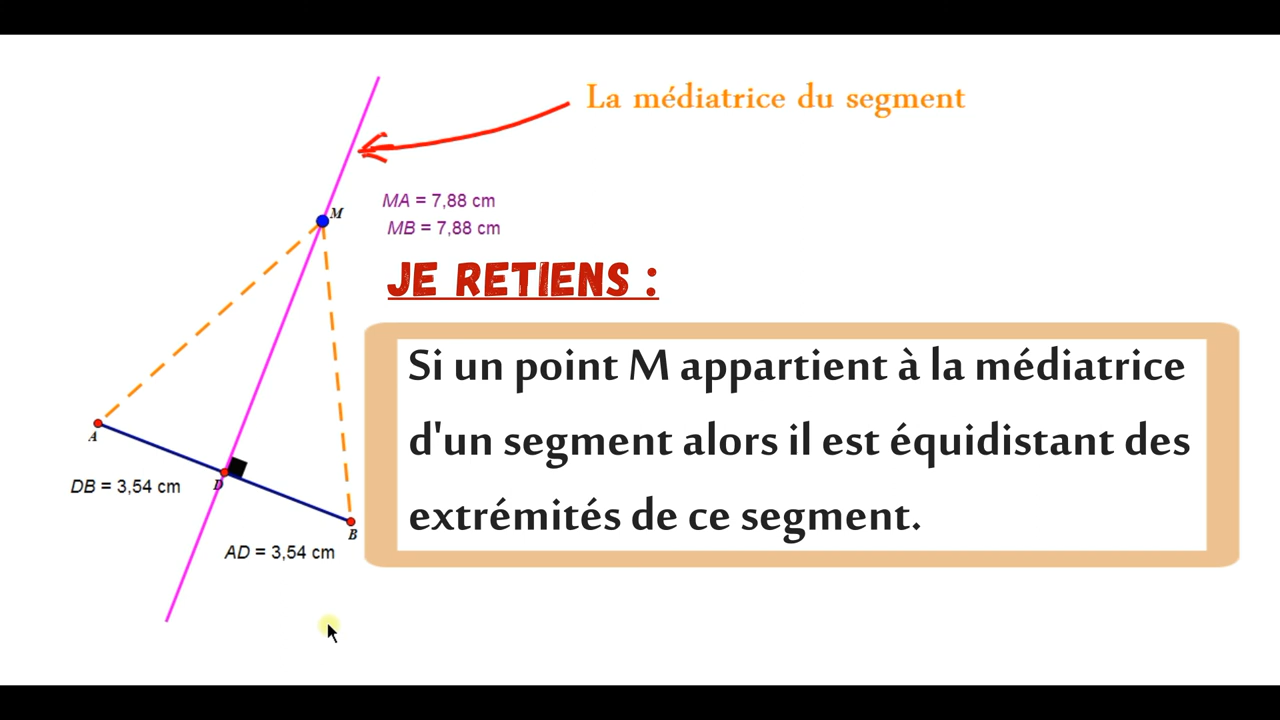 La médiatrice du segment
MA = 7,88 cm
M
MB = 7,88 cm
JE RETIENS :
Si un point M appartient à la médiatrice
d'un segment alors il est équidistant des
extrémités de ce segment.
A
DB = 3,54 cm
D
B
AD = 3,54 cm